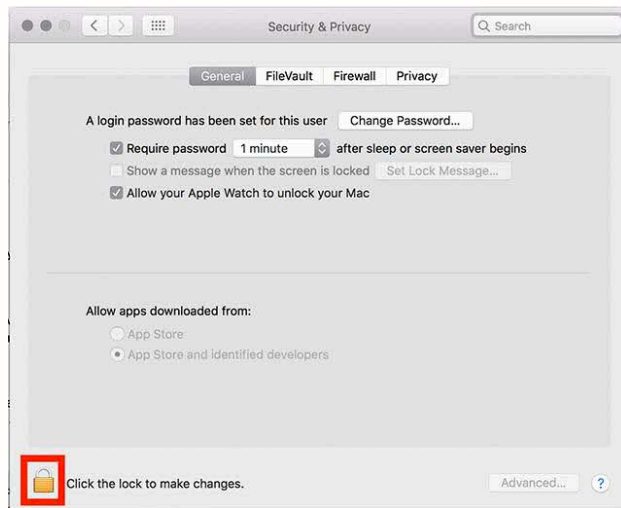 Security & Privacy
Search
General FileVault Firewall Privacy
A login password has been set for this user Change Password...
Require password 1 minute after sleep or screen saver begins
Show a message when the screen is locked Set Lock Message...
Allow your Apple Watch to unlock your Mac
Allow apps downloaded from:
App Store
App Store and identified developers
Click the lock to make changes.
Advanced... ?